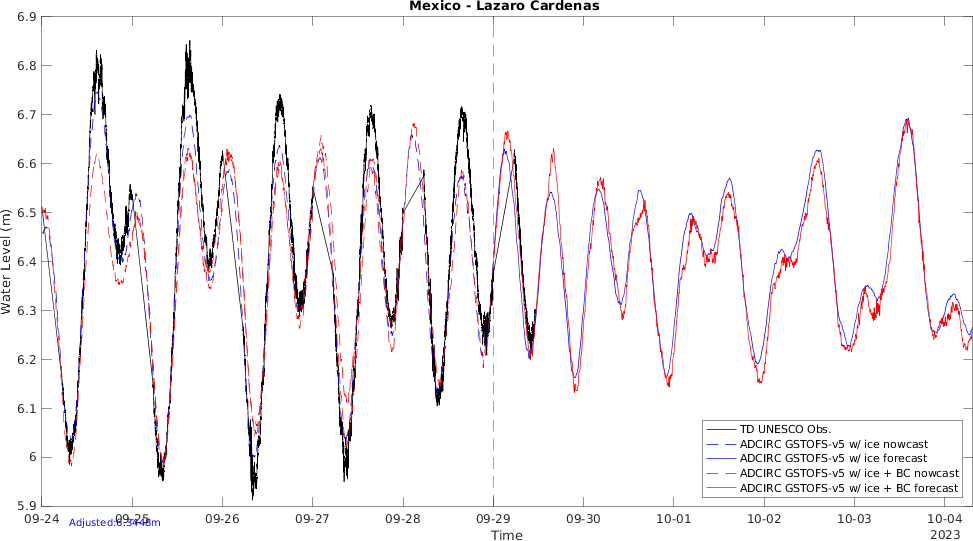 Mexico - Lazaro Cardenas
6.9
6.8
6.7
6.6
6.5
6.4
6.3
6.2
6.1
6
5.9
Water Level (m)
TD UNESCO Obs.
ADCIRC GSTOFS-v5 w/ ice nowcast
ADCIRC GSTOFS-v5 w/ ice forecast
ADCIRC GSTOFS-v5 w/ ice + BC nowcast
ADCIRC GSTOFS-v5 w/ ice + BC forecast
09-24 09-25 09-26 09-27 09-28 09-29 09-30 10-01 10-02 10-03 10-04
Adjusted:6.3448m
Time
2023